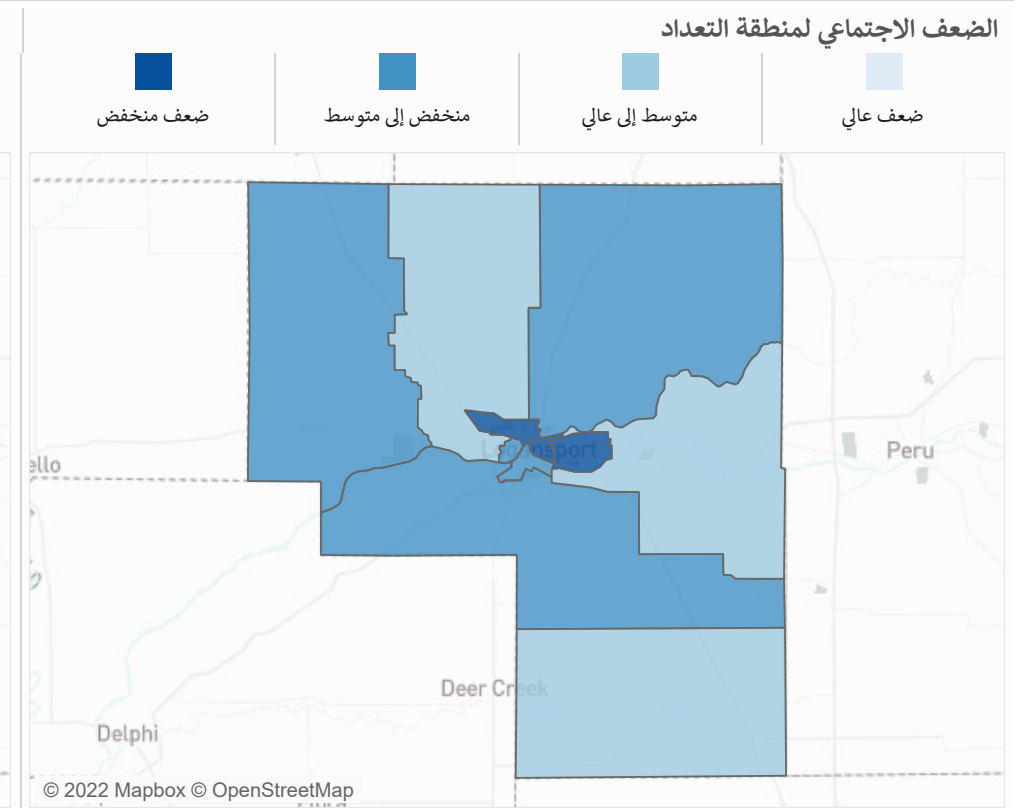 الضعف الاجتماعي لمنطقة التعداد
ضعف عالي
متوسط إلى عالي
منخفض إلى متوسط
ضعف منخفض
Logansport
ello
Peru
Deer Creek
Delphi
© 2022 Mapbox © OpenStreetMap